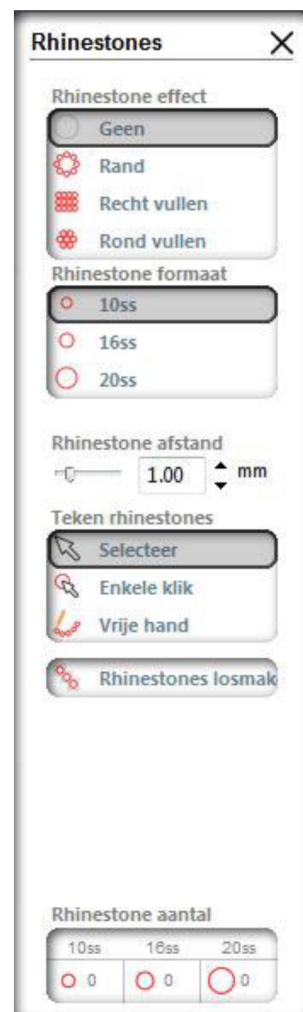 Rhinestones
Rhinestone effect
Geen
Rand
Recht vullen
Rond vullen
Rhinestone formaat
10ss
16ss
20ss
Rhinestone afstand
1.00 mm
Teken rhinestones
Selecteer
Enkele klik
Vrije hand
Rhinestones losmak
Rhinestone aantal
10ss 16ss 20ss
0 0 0